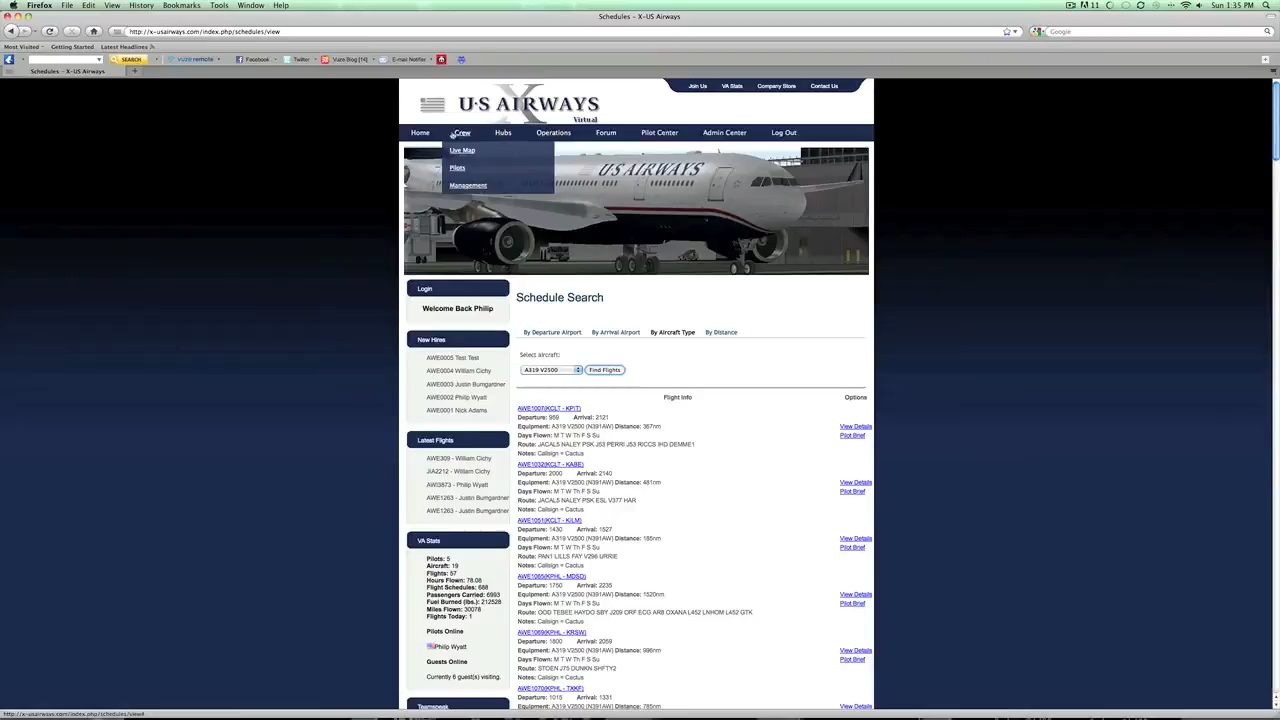 Firefox File Edit View History Bookmarks Tools Window Help
11
Sun 1:35 PM
Schedules – X-US Airways
http://x-usairways.com/index.php/schedules/view
Google
Most Visited Getting Started Latest Headlines
SEARCH vuze remote Facebook Twitter Vuze Blog [14] E-mail Notifier
Schedules – X-US Airways
Join Us VA Stats Company Store Contact Us
U·S AIRWAYS
X
Virtual
Home Crew Hubs Operations Forum Pilot Center Admin Center Log Out
Live Map
Pilots
Management
US AIRWAYS
Login
Welcome Back Philip
New Hires
AWE0005 Test Test
AWE0004 William Cichy
AWE0003 Justin Bumgardner
AWE0002 Philip Wyatt
AWE0001 Nick Adams
Latest Flights
AWE309 - William Cichy
JIA2212 - William Cichy
AWI3873 - Philip Wyatt
AWE1263 - Justin Bumgardner
AWE1263 - Justin Bumgardner
VA Stats
Pilots: 5
Aircraft: 19
Flights: 57
Hours Flown: 78.08
Flight Schedules: 688
Passengers Carried: 6993
Fuel Burned (lbs.): 212528
Miles Flown: 30078
Flights Today: 1
Pilots Online
Philip Wyatt
Guests Online
Currently 6 guest(s) visiting.
Teamspeak
Schedule Search
By Departure Airport By Arrival Airport By Aircraft Type By Distance
Select aircraft:
A319 V2500 Find Flights
Flight Info Options
AWE1007(KCLT - KPIT)
Departure: 959 Arrival: 2121
Equipment: A319 V2500 (N391AW) Distance: 367nm View Details
Days Flown: M T W Th F S Su Pilot Brief
Route: JACAL5 NALEY PSK J53 PERRI J53 RICCS IHD DEMME1
Notes: Callsign = Cactus
AWE1032(KCLT - KABE)
Departure: 2000 Arrival: 2140
Equipment: A319 V2500 (N391AW) Distance: 481nm View Details
Days Flown: M T W Th F S Su Pilot Brief
Route: JACAL5 NALEY PSK ESL V377 HAR
Notes: Callsign = Cactus
AWE1051(KCLT - KILM)
Departure: 1430 Arrival: 1527
Equipment: A319 V2500 (N391AW) Distance: 185nm View Details
Days Flown: M T W Th F S Su Pilot Brief
Route: PAN1 LILLS FAY V296 URRIE
Notes: Callsign = Cactus
AWE1065(KPHL - MDSD)
Departure: 1750 Arrival: 2235
Equipment: A319 V2500 (N391AW) Distance: 1520nm View Details
Days Flown: M T W Th F S Su Pilot Brief
Route: OOD TEBEE HAYDO SBY J209 ORF ECG AR8 OXANA L452 LNHOM L452 GTK
Notes: Callsign = Cactus
AWE1069(KPHL - KRSW)
Departure: 1800 Arrival: 2059
Equipment: A319 V2500 (N391AW) Distance: 996nm View Details
Days Flown: M T W Th F S Su Pilot Brief
Route: STOEN J75 DUNKN SHFTY2
Notes: Callsign = Cactus
AWE1070(KPHL - TXKF)
Departure: 1015 Arrival: 1331
Equipment: A319 V2500 (N391AW) Distance: 785nm View Details
http://x-usairways.com/index.php/schedules/view#